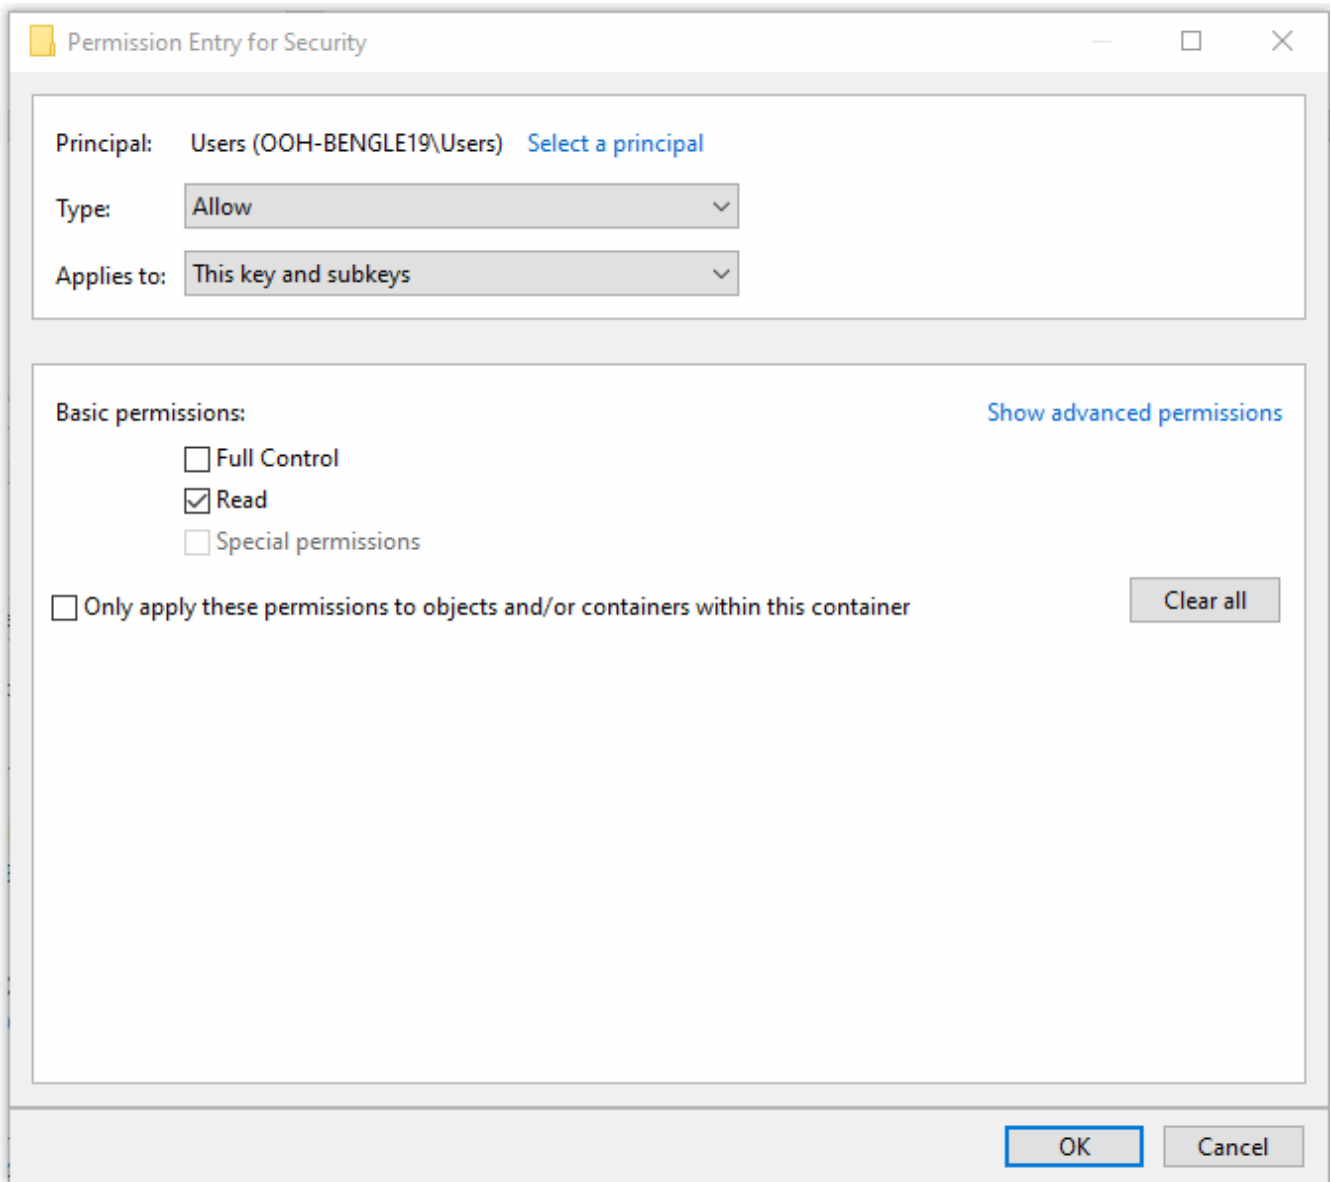 Permission Entry for Security
Principal: Users (OOH-BENGLE19\Users) Select a principal
Type: Allow
Applies to: This key and subkeys
Basic permissions: Show advanced permissions
Full Control
Read
Special permissions
Only apply these permissions to objects and/or containers within this container Clear all
OK Cancel